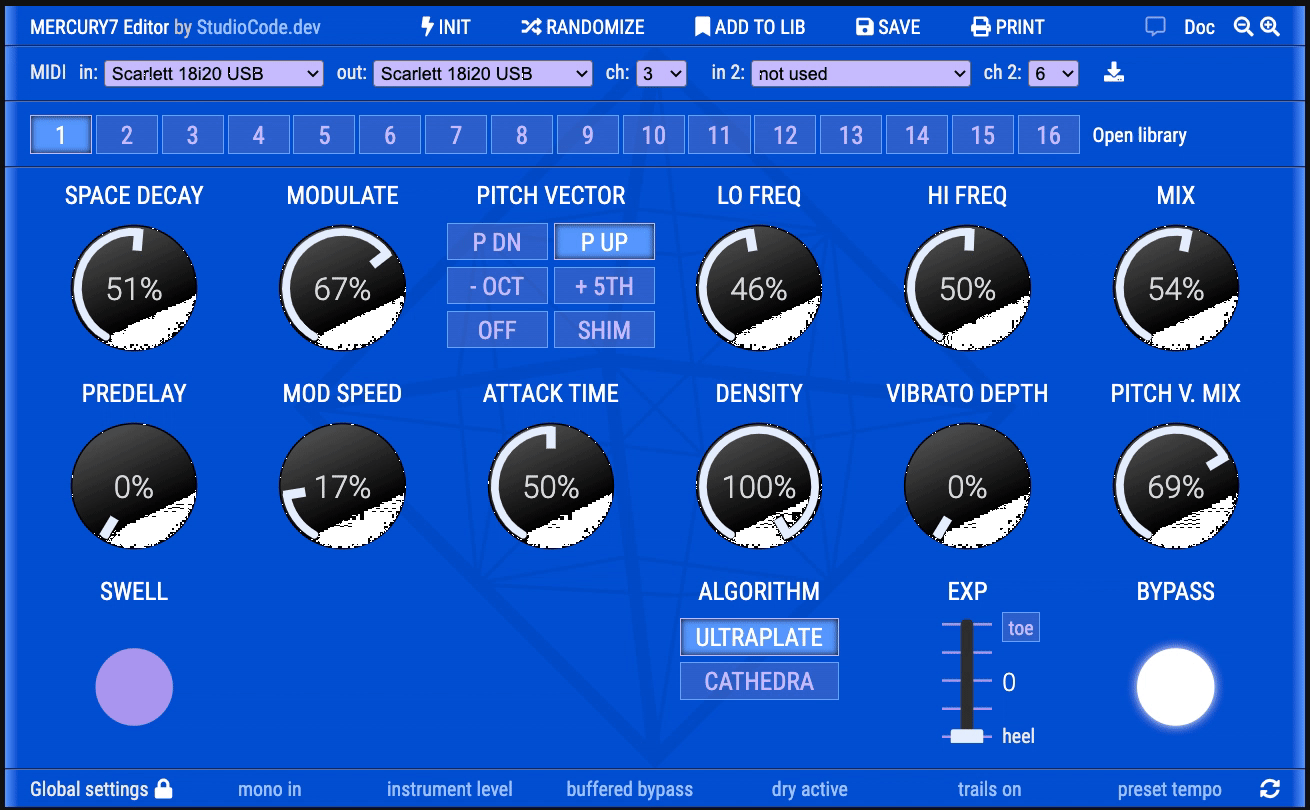 MERCURY7 Editor by StudioCode.dev INIT RANDOMIZE ADD TO LIB SAVE PRINT Doc
MIDI in: Scarlett 18i20 USB out: Scarlett 18i20 USB ch: 3 in 2: not used ch 2: 6
1 2 3 4 5 6 7 8 9 10 11 12 13 14 15 16 Open library
SPACE DECAY MODULATE PITCH VECTOR LO FREQ HI FREQ MIX
P DN P UP
51% 67% - OCT + 5TH 46% 50% 54%
OFF SHIM
PREDELAY MOD SPEED ATTACK TIME DENSITY VIBRATO DEPTH PITCH V. MIX
0% 17% 50% 100% 0% 69%
SWELL ALGORITHM EXP BYPASS
ULTRAPLATE toe
CATHEDRA 0
heel
Global settings mono in instrument level buffered bypass dry active trails on preset tempo